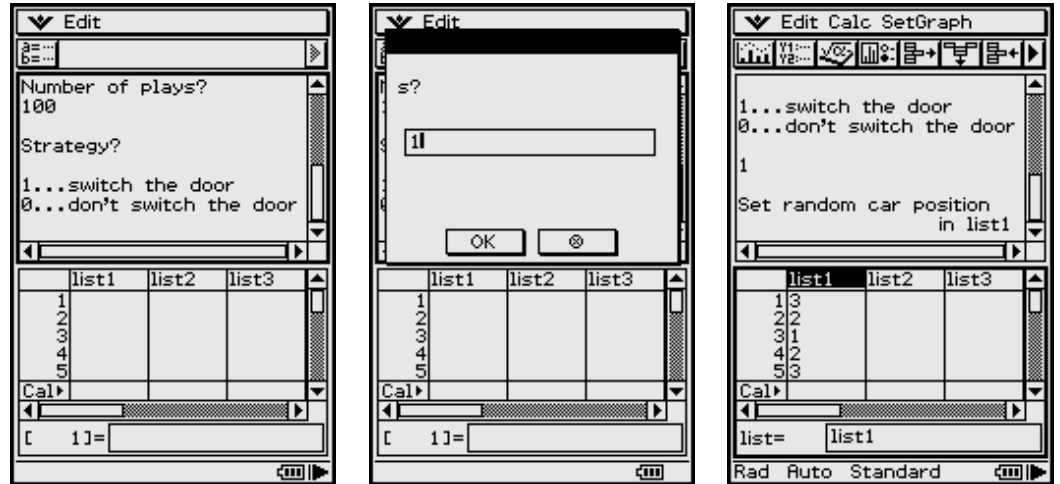 Edit
a=
b=
Number of plays?
100
Strategy?
1...switch the door
0...don't switch the door
list1 list2 list3
1
2
3
4
5
Cal
[ 1]=
Edit
s?
1
OK
list1 list2 list3
1
2
3
4
5
Cal
[ 1]=
Edit Calc SetGraph
Y1:
Y2:
1...switch the door
0...don't switch the door
1
Set random car position
in list1
list1 list2 list3
1 3
2 2
3 1
4 2
5 3
Cal
list= list1
Rad Auto Standard